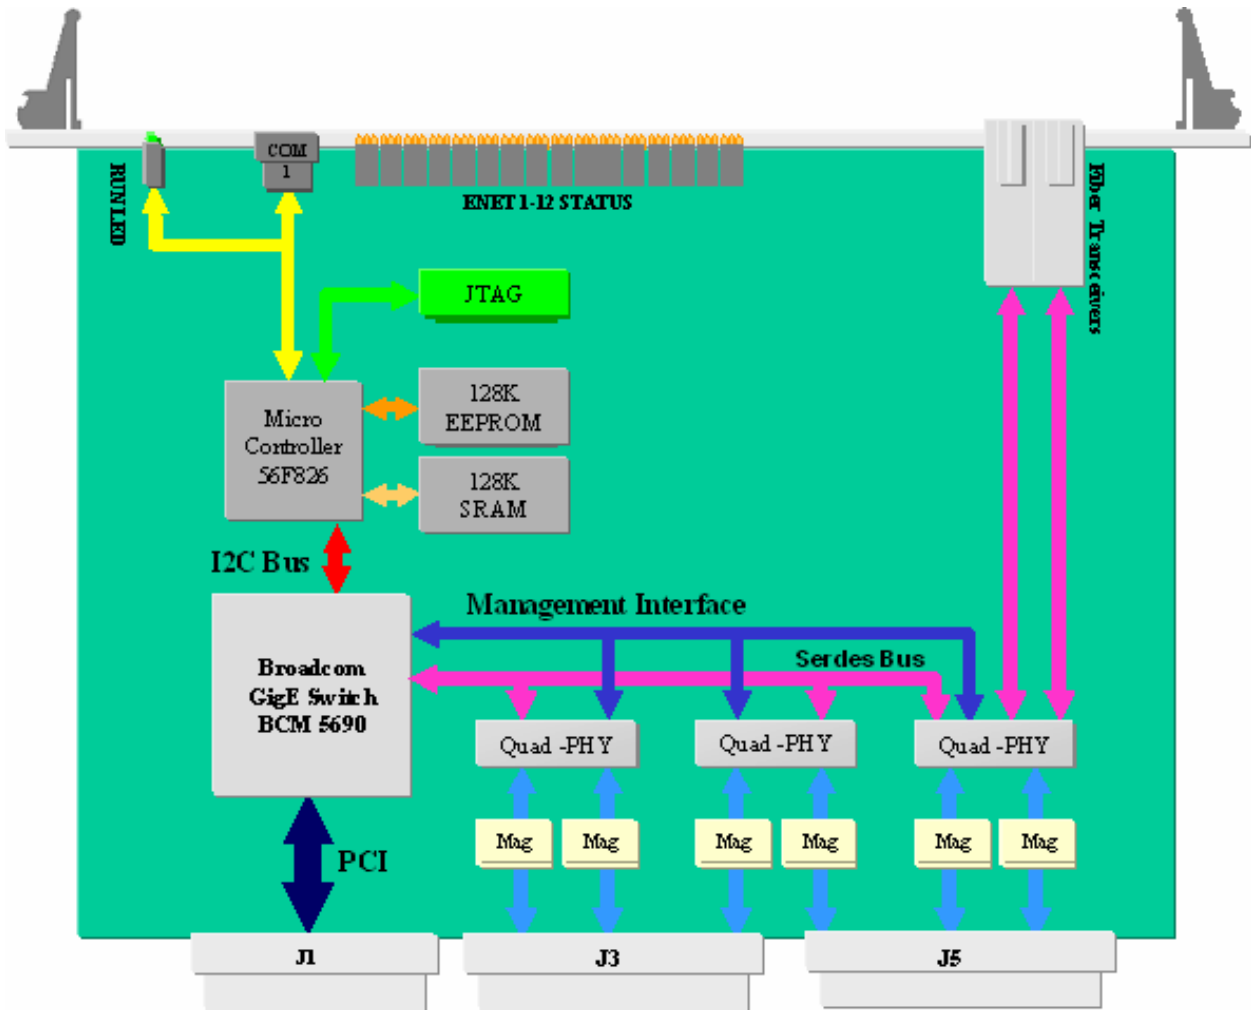 COM
1
RUN LED
ENET 1-12 STATUS
Fiber Transceivers
JTAG
128K
EEPROM
Micro
Controller
56F826
128K
SRAM
I2C Bus
Management Interface
Serdes Bus
Broadcom
GigE Switch
BCM 5690
Quad -PHY
Quad -PHY
Quad -PHY
Mag
Mag
Mag
Mag
Mag
Mag
PCI
J1
J3
J5